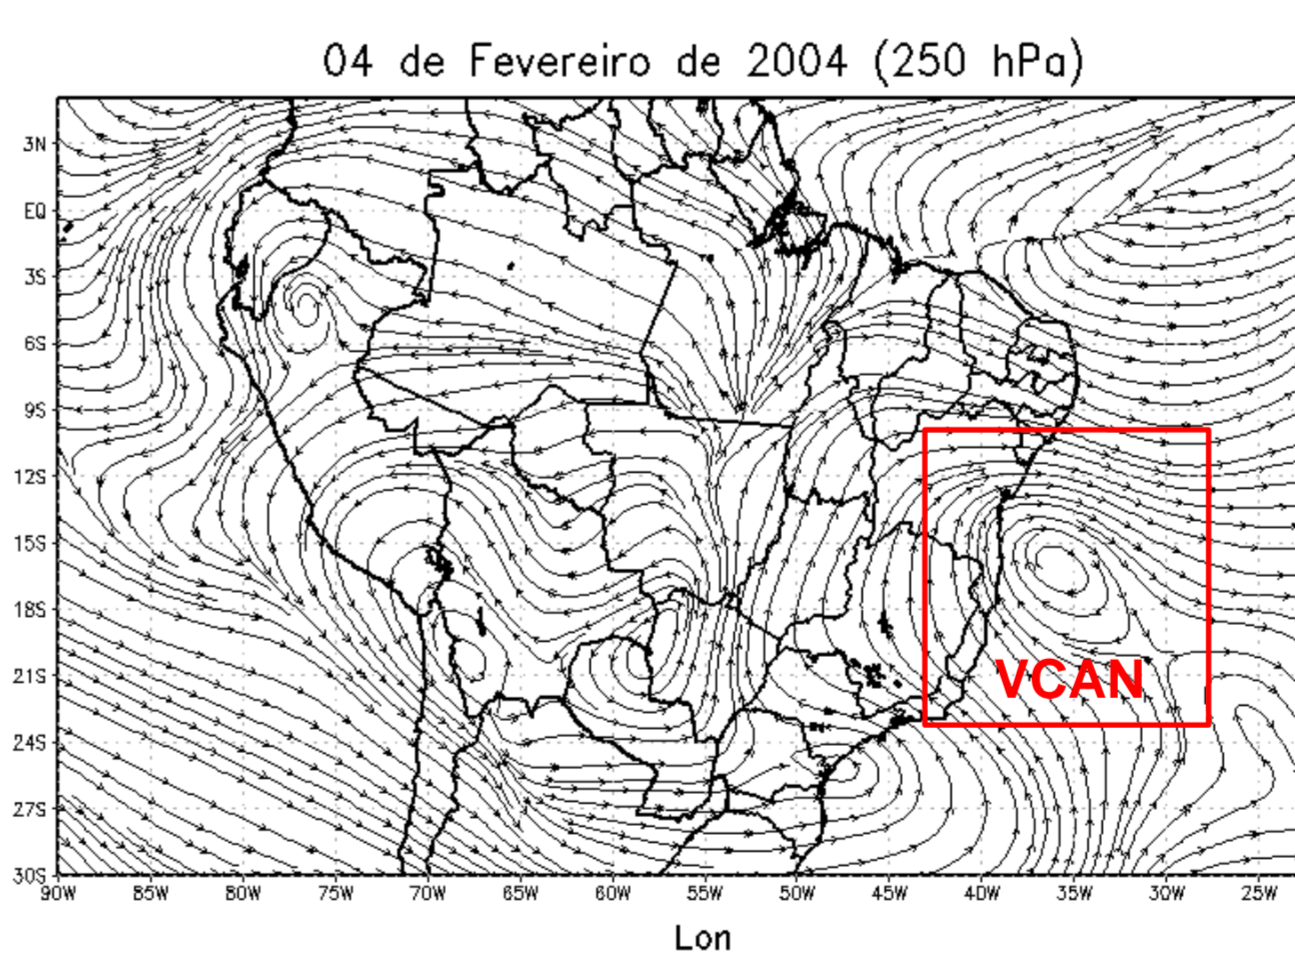 04 de Fevereiro de 2004 (250 hPa)
3N
EQ
3S
6S
9S
12S
15S
18S
21S
24S
27S
30S
VCAN
90W 85W 80W 75W 70W 65W 60W 55W 50W 45W 40W 35W 30W 25W
Lon